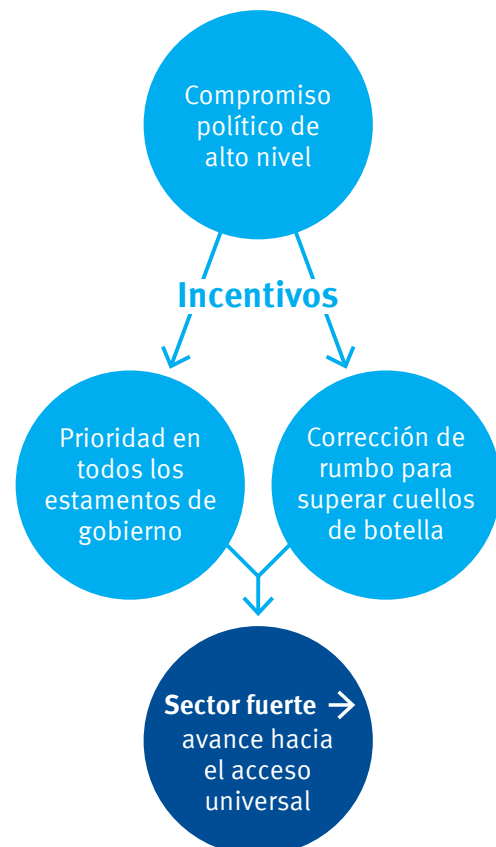 Compromiso
político de
alto nivel
Incentivos
Prioridad en
todos los
estamentos de
gobierno
Corrección de
rumbo para
superar cuellos
de botella
Sector fuerte →
avance hacia
el acceso
universal